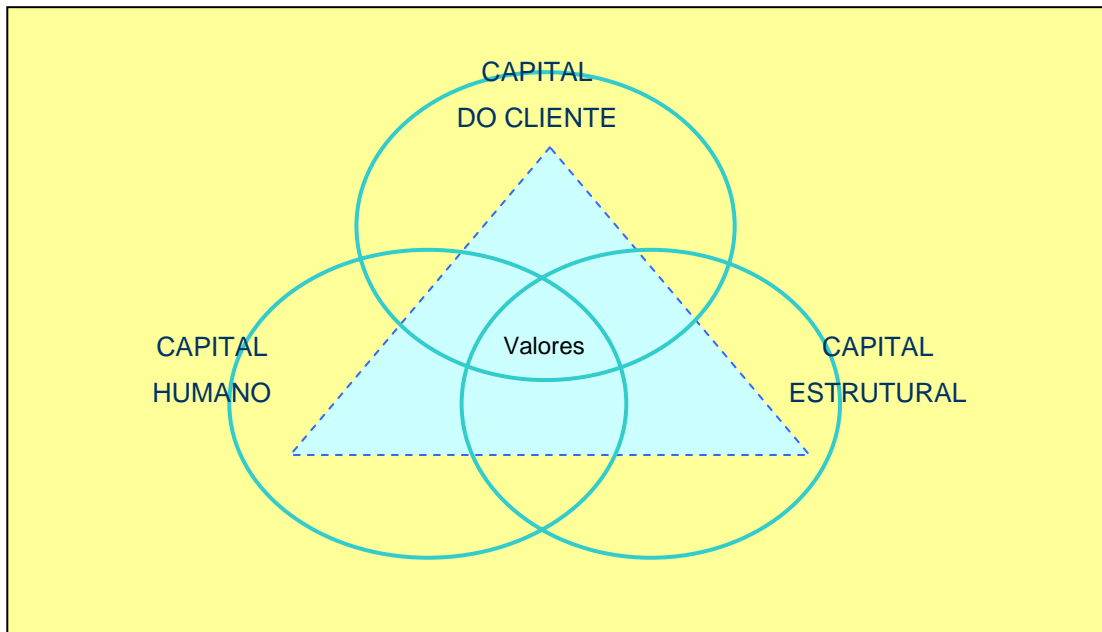 CAPITAL
DO CLIENTE
Valores
CAPITAL
HUMANO
CAPITAL
ESTRUTURAL